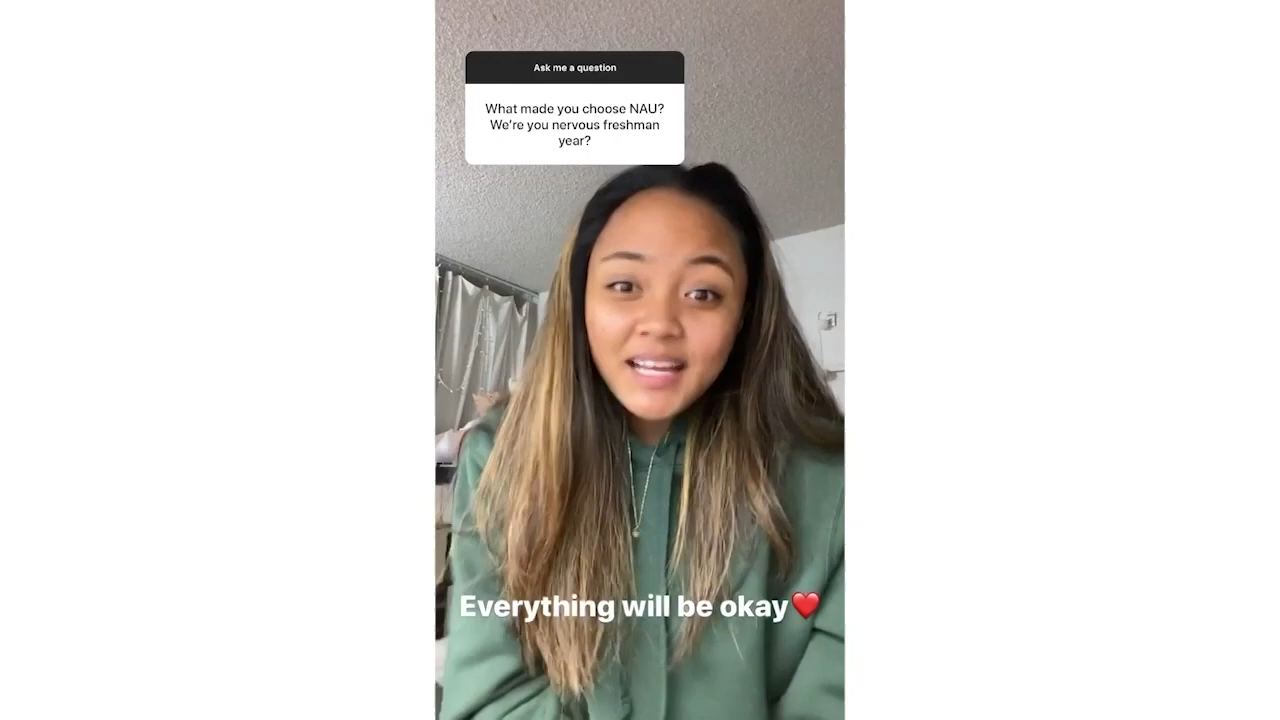 Ask me a question
What made you choose NAU?
We're you nervous freshman
year?
Everything will be okay❤️